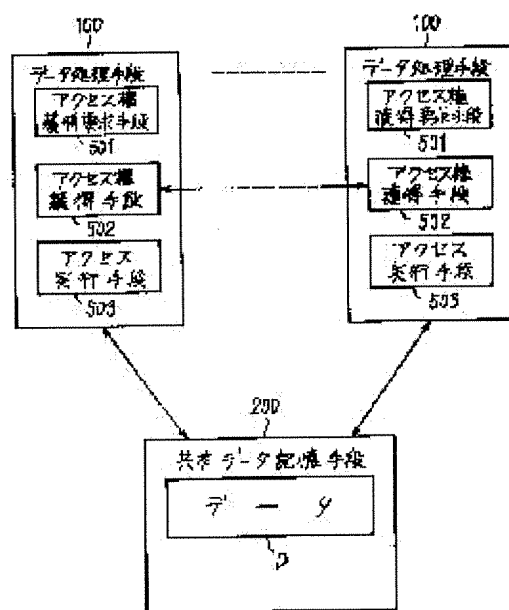 100
データ処理手段
アクセス権
獲得要求手段
501
アクセス権
獲得手段
502
アクセス
実行手段
503
100
データ処理手段
アクセス権
獲得要求手段
501
アクセス権
獲得手段
502
アクセス
実行手段
503
200
共有データ記憶手段
データ
D